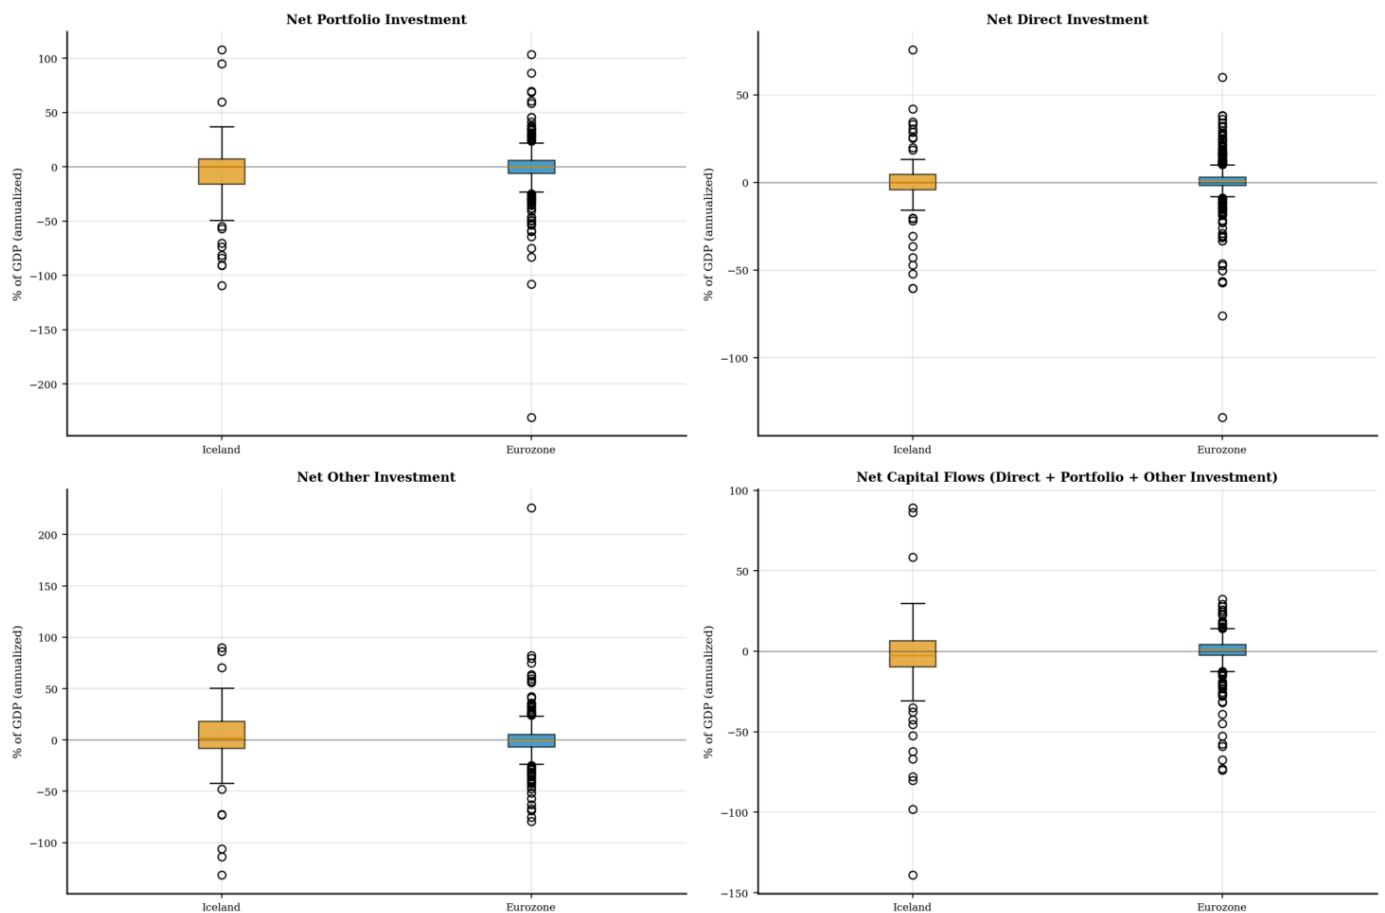 Net Portfolio Investment
% of GDP (annualized)
100
50
0
−50
−100
−150
−200
Iceland
Eurozone
Net Direct Investment
% of GDP (annualized)
50
0
−50
−100
Iceland
Eurozone
Net Other Investment
% of GDP (annualized)
200
150
100
50
0
−50
−100
Iceland
Eurozone
Net Capital Flows (Direct + Portfolio + Other Investment)
% of GDP (annualized)
100
50
0
−50
−100
−150
Iceland
Eurozone